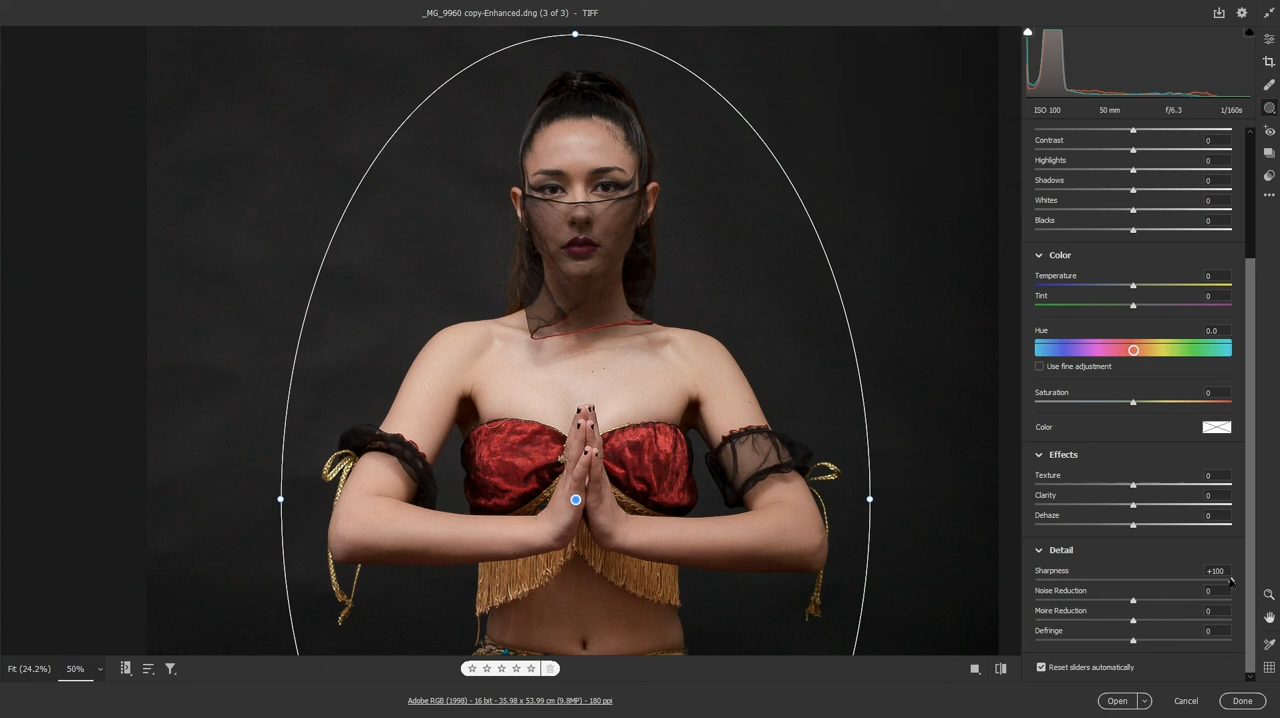 _MG_9960 copy-Enhanced.dng (3 of 3) - TIFF
ISO 100 50 mm f/6.3 1/160s
Contrast 0
Highlights 0
Shadows 0
Whites 0
Blacks 0
Color
Temperature 0
Tint 0
Hue 0.0
Use fine adjustment
Saturation 0
Color
Effects
Texture 0
Clarity 0
Dehaze 0
Detail
Sharpness +100
Noise Reduction 0
Moire Reduction 0
Defringe 0
Reset sliders automatically
Fit (24.2%) 50%
Adobe RGB (1998) - 16 bit - 35.98 x 53.99 cm (9.8MP) - 180 ppi
Open Cancel Done